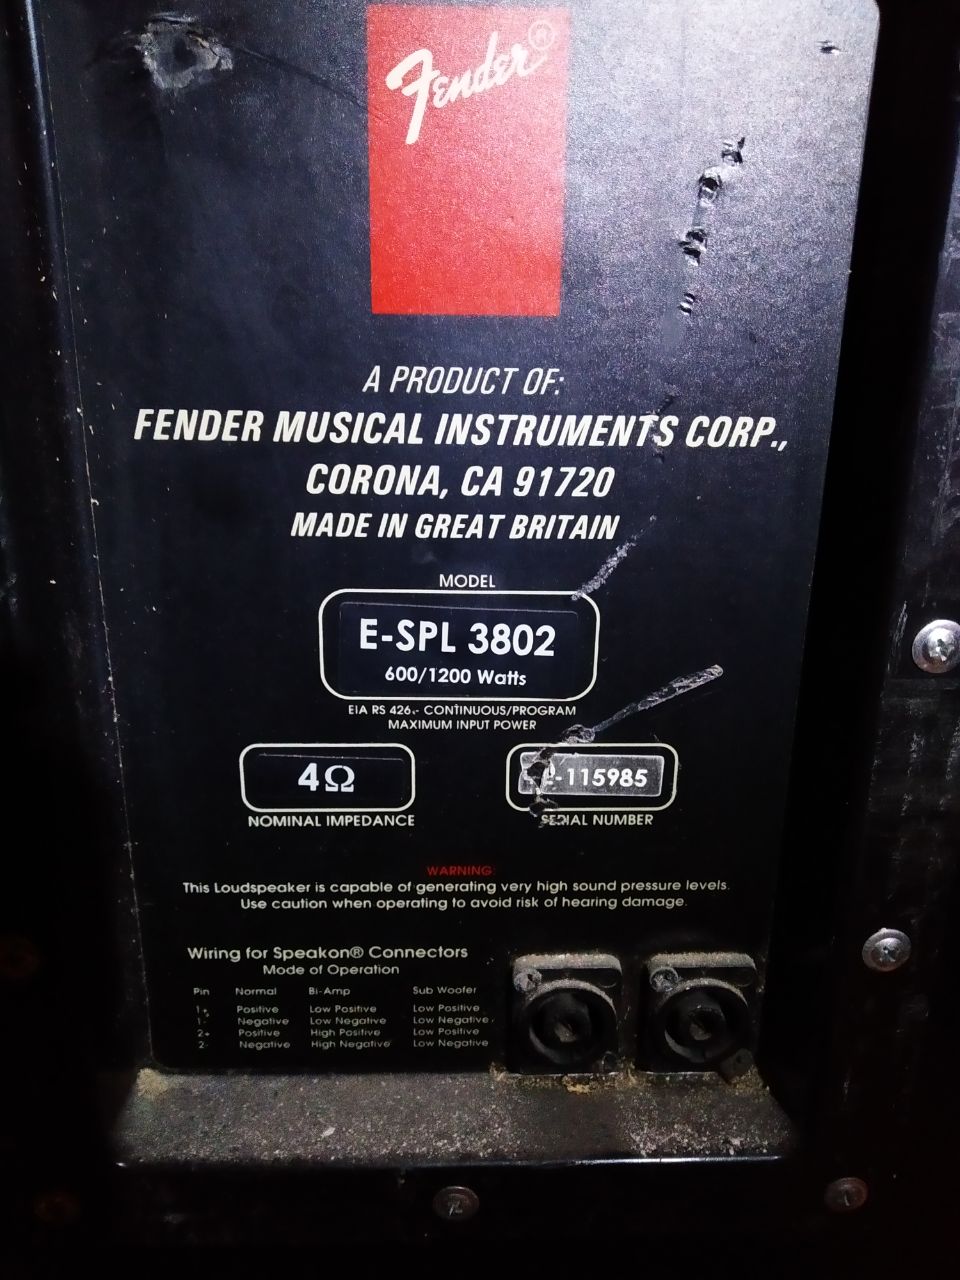 Fender®
A PRODUCT OF:
FENDER MUSICAL INSTRUMENTS CORP.,
CORONA, CA 91720
MADE IN GREAT BRITAIN
MODEL
E-SPL 3802
600/1200 Watts
EIA RS 426.- CONTINUOUS/PROGRAM
MAXIMUM INPUT POWER
4Ω
-115985
NOMINAL IMPEDANCE
SERIAL NUMBER
WARNING:
This Loudspeaker is capable of generating very high sound pressure levels.
Use caution when operating to avoid risk of hearing damage.
Wiring for Speakon® Connectors
Mode of Operation
Pin Normal Bi-Amp Sub Woofer
1+ Positive Low Positive Low Positive
1- Negative Low Negative Low Negative
2+ Positive High Positive Low Positive
2- Negative High Negative Low Negative